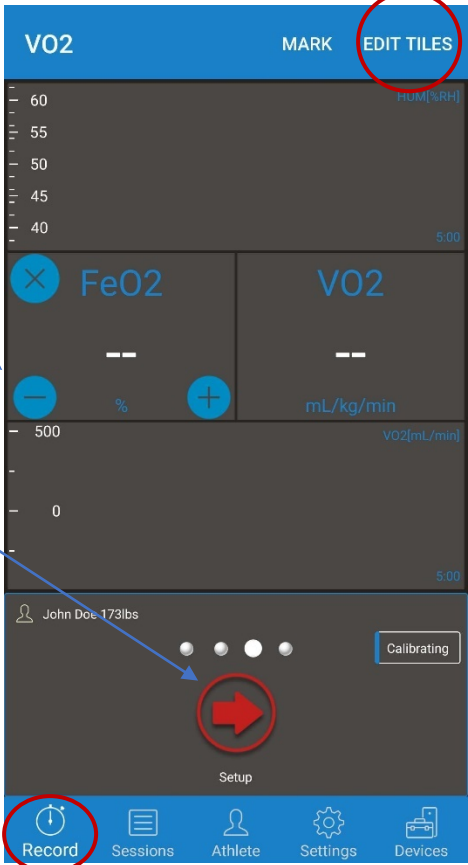 VO2 MARK EDIT TILES
60 HUM[%RH]
55
50
45
40 5:00
FeO2 VO2
-- --
% mL/kg/min
500 VO2[mL/min]
0
5:00
John Doe 173lbs
Calibrating
Setup
Record Sessions Athlete Settings Devices